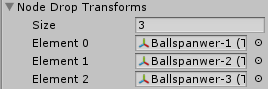 Node Drop Transforms
Size 3
Element 0 Ballspanwer-1 (T
Element 1 Ballspanwer-2 (T
Element 2 Ballspanwer-3 (T